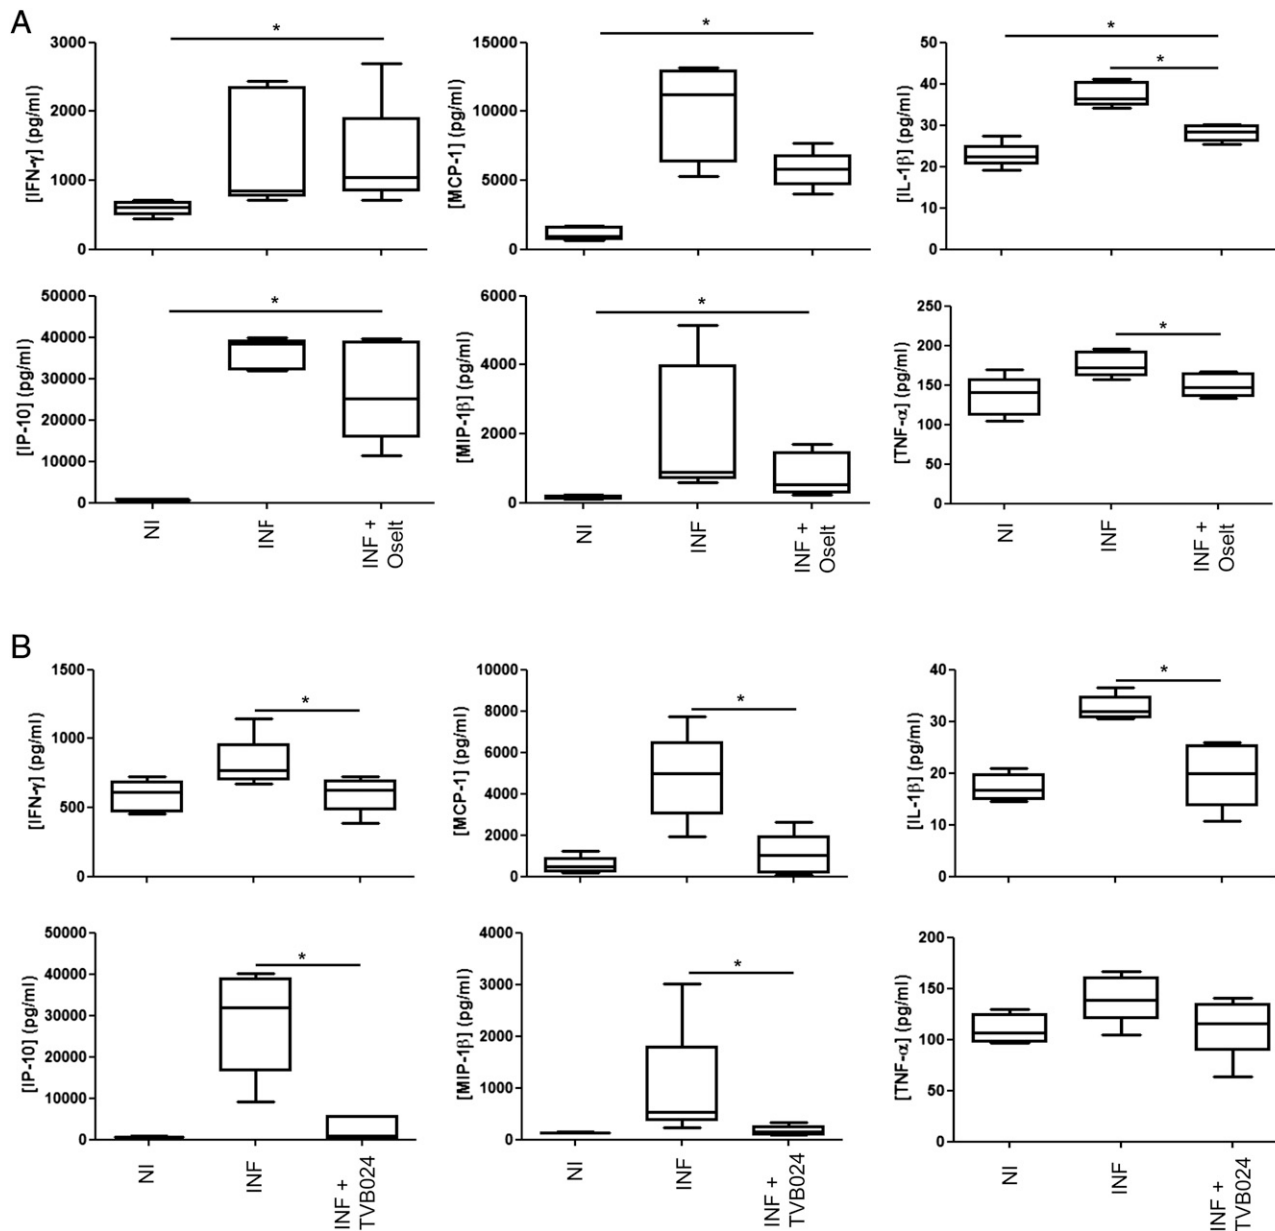 A
*
[IFN-γ] (pg/ml)
3000
2000
1000
0
NI
INF
INF +
Oselt
*
[MCP-1] (pg/ml)
15000
10000
5000
0
*
*
[IL-1β] (pg/ml)
50
40
30
20
10
0
*
[IP-10] (pg/ml)
50000
40000
30000
20000
10000
0
*
[MIP-1β] (pg/ml)
6000
4000
2000
0
NI
INF
INF +
Oselt
*
[TNF-α] (pg/ml)
250
200
150
100
50
0
NI
INF
INF +
Oselt
B
*
[IFN-γ] (pg/ml)
1500
1000
500
0
*
[MCP-1] (pg/ml)
10000
8000
6000
4000
2000
0
*
[IL-1β] (pg/ml)
40
30
20
10
0
*
[IP-10] (pg/ml)
50000
40000
30000
20000
10000
0
NI
INF
INF +
TVB024
*
[MIP-1β] (pg/ml)
4000
3000
2000
1000
0
NI
INF
INF +
TVB024
[TNF-α] (pg/ml)
200
150
100
50
0
NI
INF
INF +
TVB024